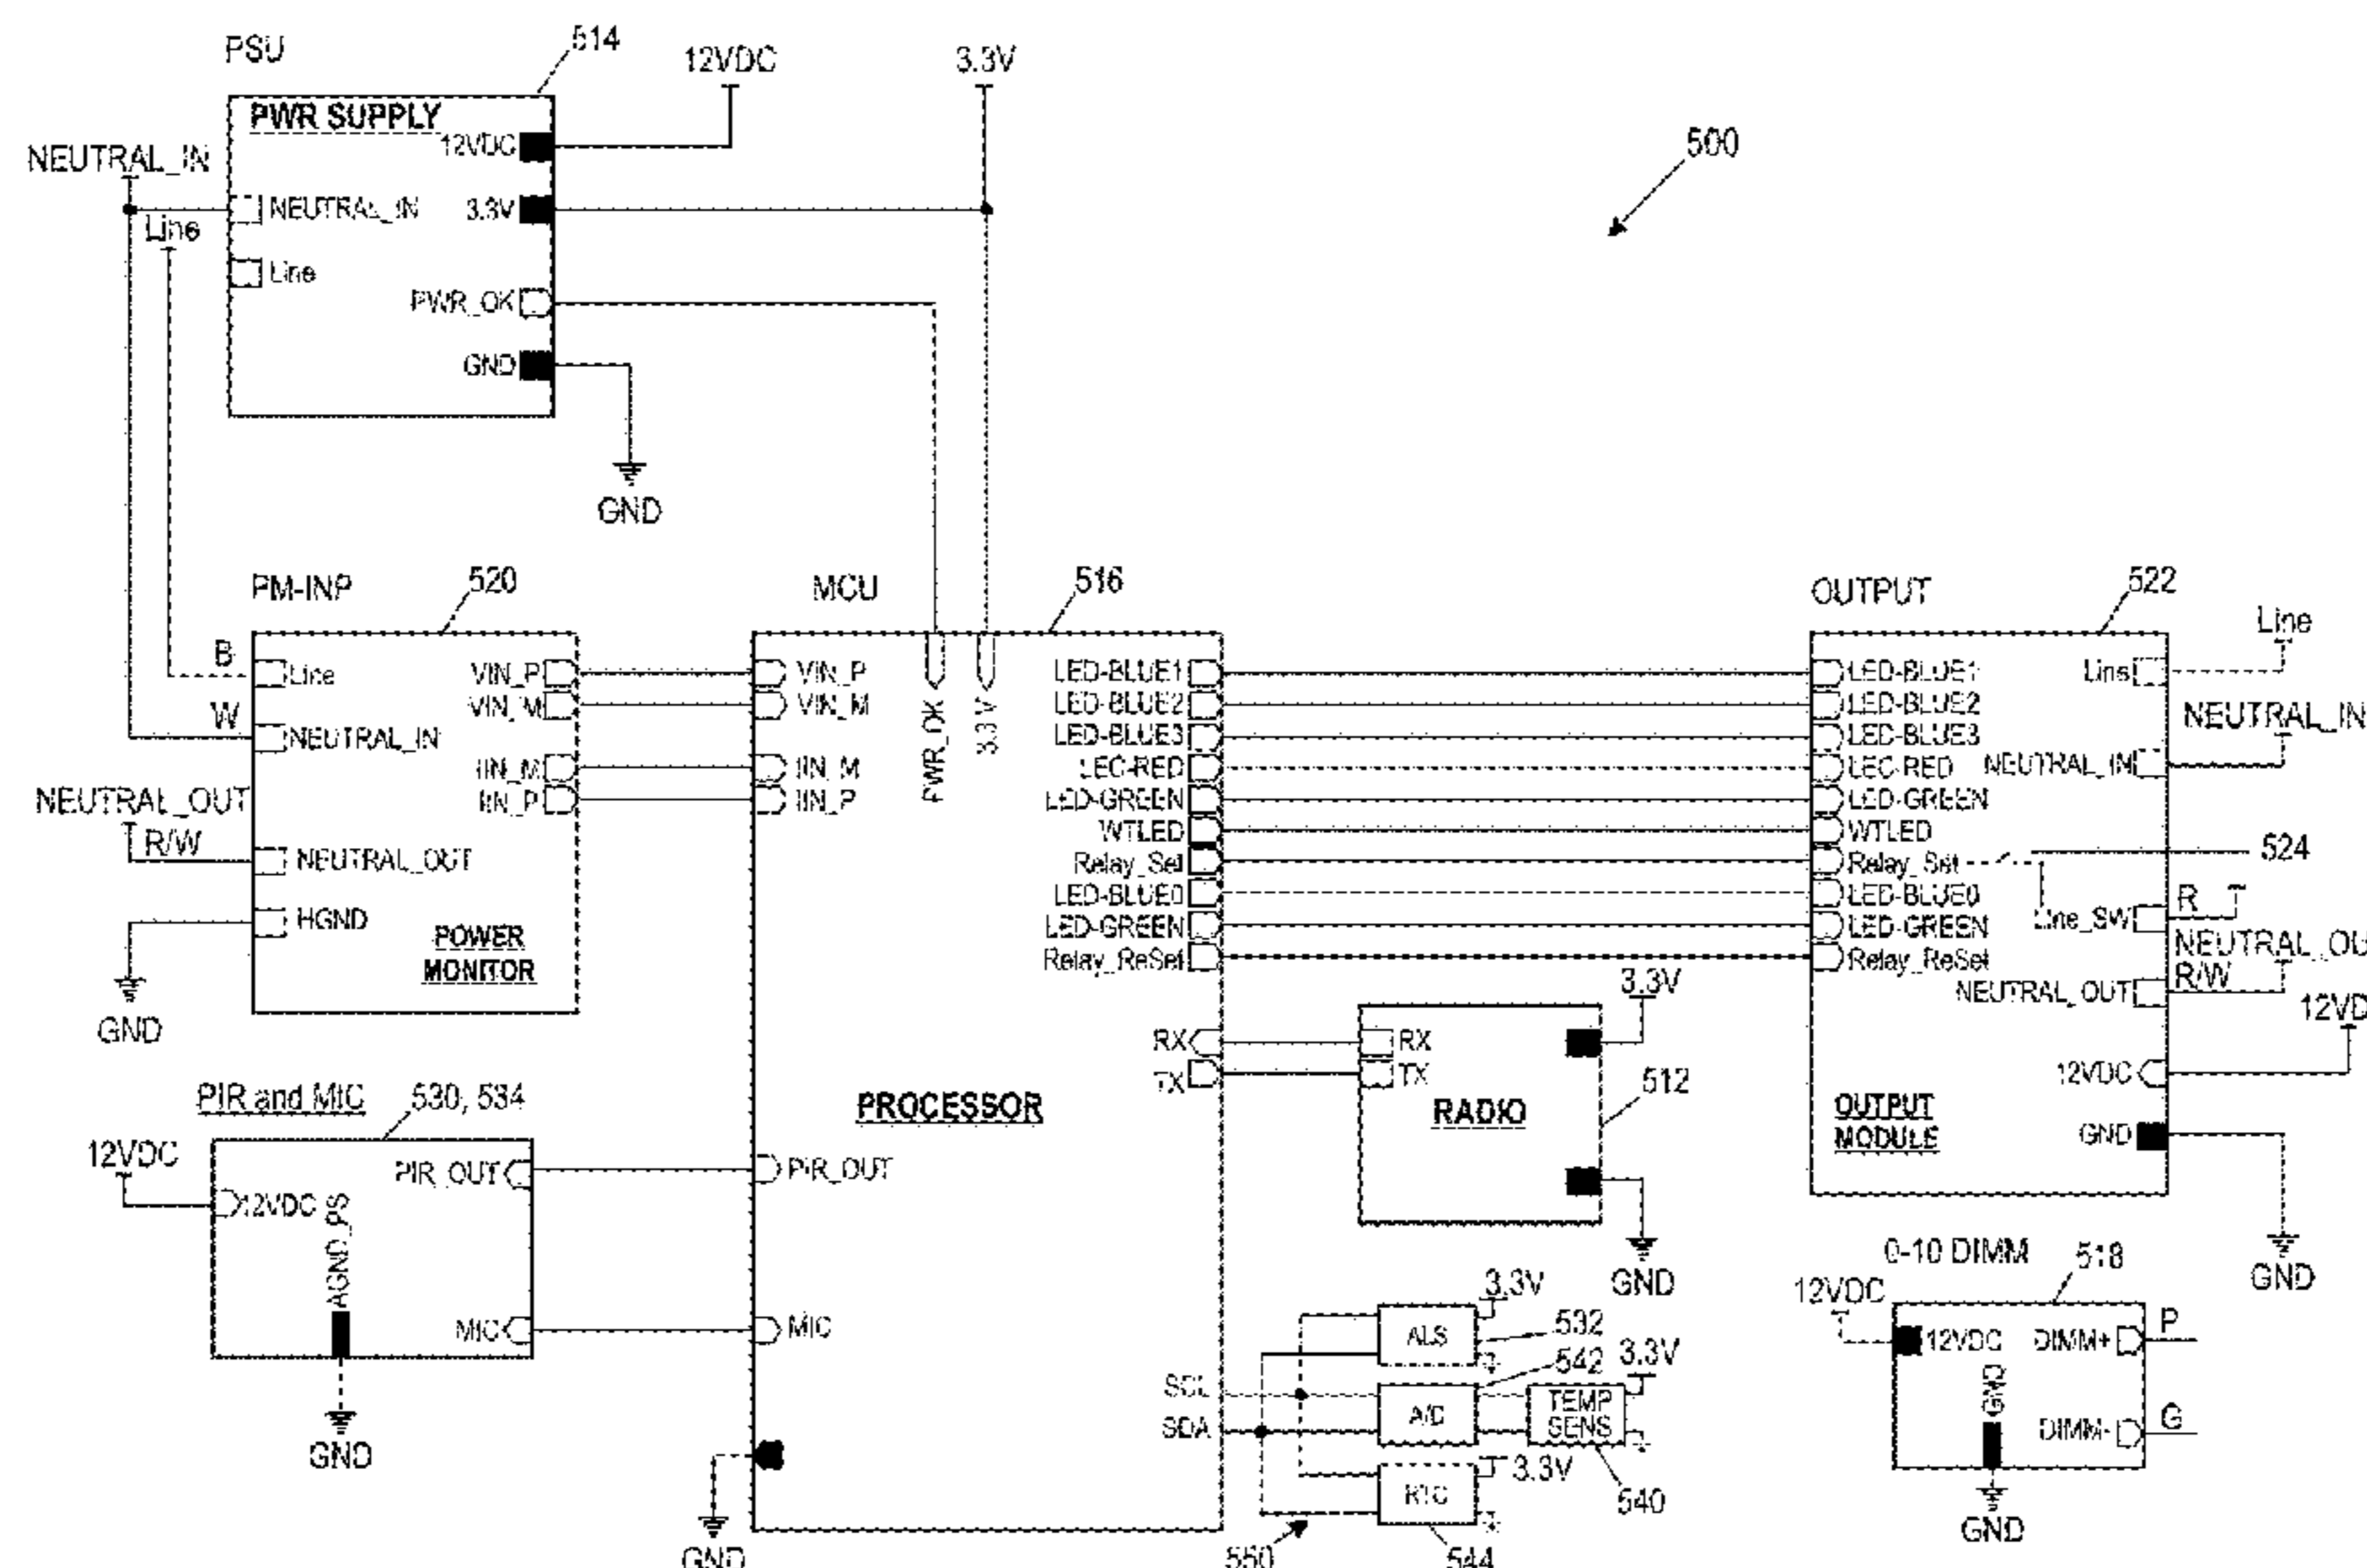 PSU
514
12VDC
3.3V
PWR SUPPLY
12VDC
NEUTRAL_IN
NEUTRAL_IN
3.3V
Line
Line
PWR_OK
GND
GND
500
PM-INP
520
MCU
516
OUTPUT
522
Line
B
Line
VIN_P
VIN_P
LED-BLUE1
LED-BLUE1
Line
VIN_M
VIN_M
LED-BLUE2
LED-BLUE2
W
NEUTRAL_IN
PWR_OK
3.3V
LED-BLUE3
LED-BLUE3
NEUTRAL_IN
IIN_M
IIN_M
LED-RED
LED-RED
NEUTRAL_IN
NEUTRAL_OUT
IIN_P
IIN_P
LED-GREEN
LED-GREEN
R/W
WTLED
WTLED
NEUTRAL_OUT
Relay_Set
Relay_Set
524
LED-BLUE0
LED-BLUE0
R
HGND
LED-GREEN
LED-GREEN
Line_SW
POWER
MONITOR
Relay_ReSet
Relay_ReSet
NEUTRAL_OU
R/W
GND
3.3V
NEUTRAL_OUT
12VD
RX
RX
TX
TX
512
12VDC
PIR and MIC
530, 534
PROCESSOR
RADIO
OUTPUT
MODULE
GND
12VDC
PIR_OUT
PIR_OUT
12VDC
AGND_PS
MIC
MIC
GND
GND
GND
0-10 DIMM
518
12VDC
3.3V
ALS
532
12VDC
DIMM+
P
542
3.3V
SCL
SDA
A/D
TEMP
SENS
GND
DIMM-
G
3.3V
RTC
540
GND
GND
550
544